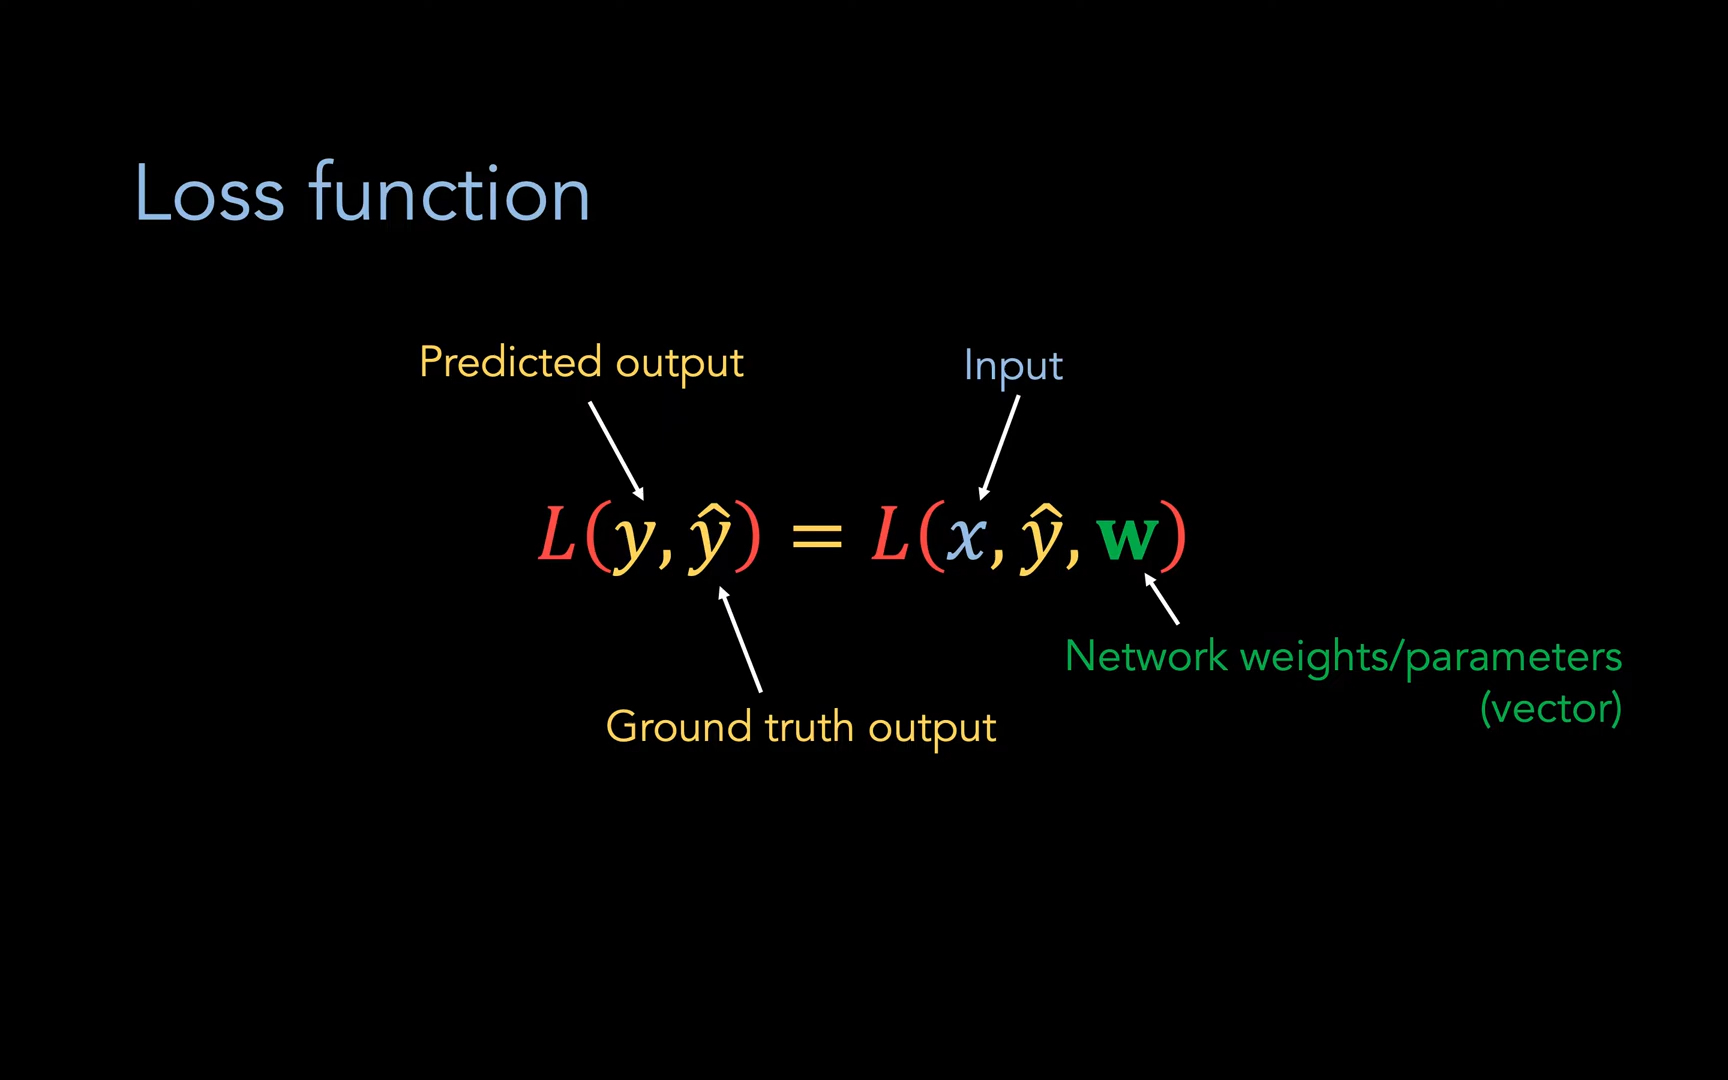 Loss function
Predicted output
Input
L(y, ŷ) = L(x, ŷ, w)
Network weights/parameters
(vector)
Ground truth output